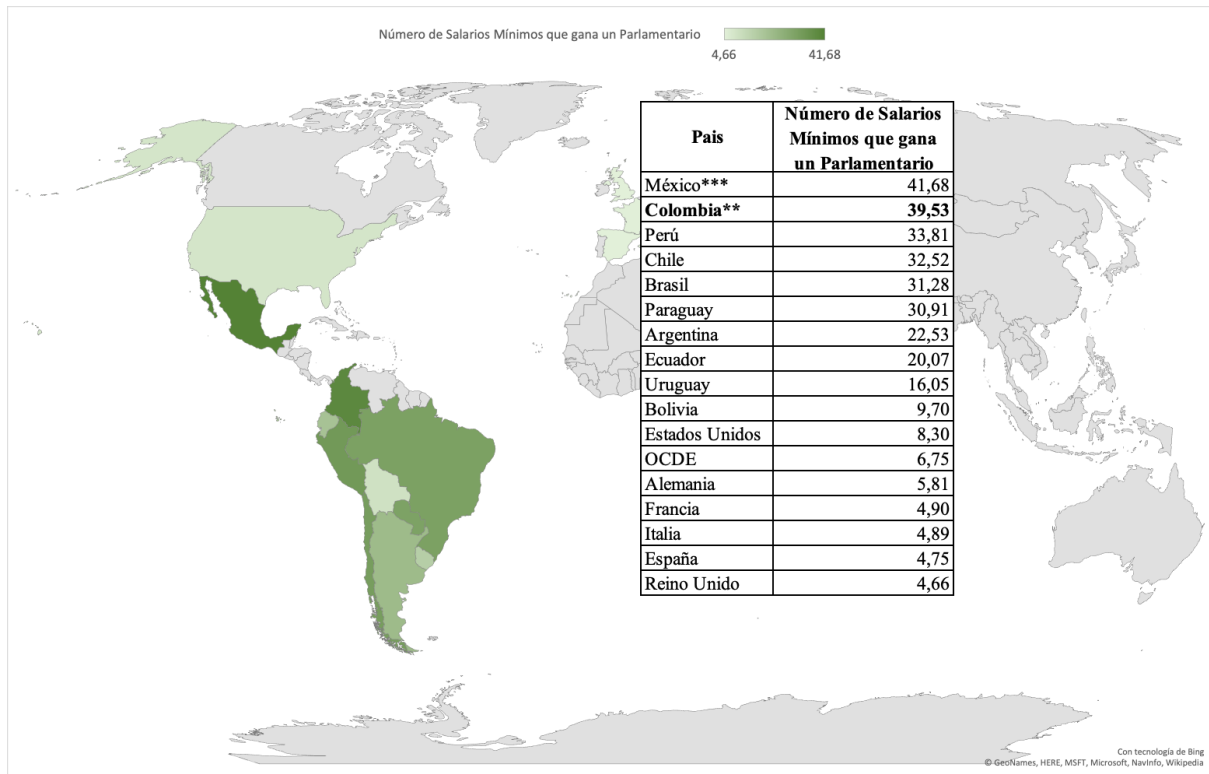 Número de Salarios Mínimos que gana un Parlamentario
4,66 41,68
Pais Número de Salarios Mínimos que gana un Parlamentario
México*** 41,68
Colombia** 39,53
Perú 33,81
Chile 32,52
Brasil 31,28
Paraguay 30,91
Argentina 22,53
Ecuador 20,07
Uruguay 16,05
Bolivia 9,70
Estados Unidos 8,30
OCDE 6,75
Alemania 5,81
Francia 4,90
Italia 4,89
España 4,75
Reino Unido 4,66
Con tecnología de Bing
© GeoNames, HERE, MSFT, Microsoft, NavInfo, Wikipedia